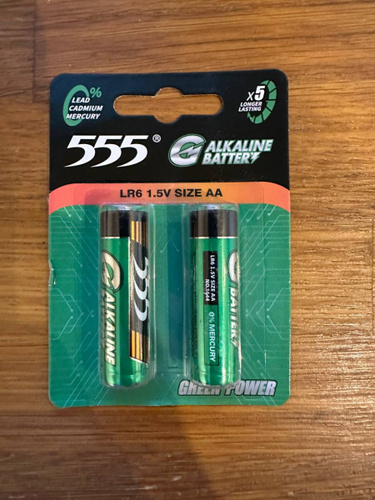 0%
LEAD
CADMIUM
MERCURY
X5
LONGER
LASTING
555®
ALKALINE
BATTERY
LR6 1.5V SIZE AA
ALKALINE
555
BATTERY
LR6 1.5V SIZE AA
0% MERCURY
GREEN POWER